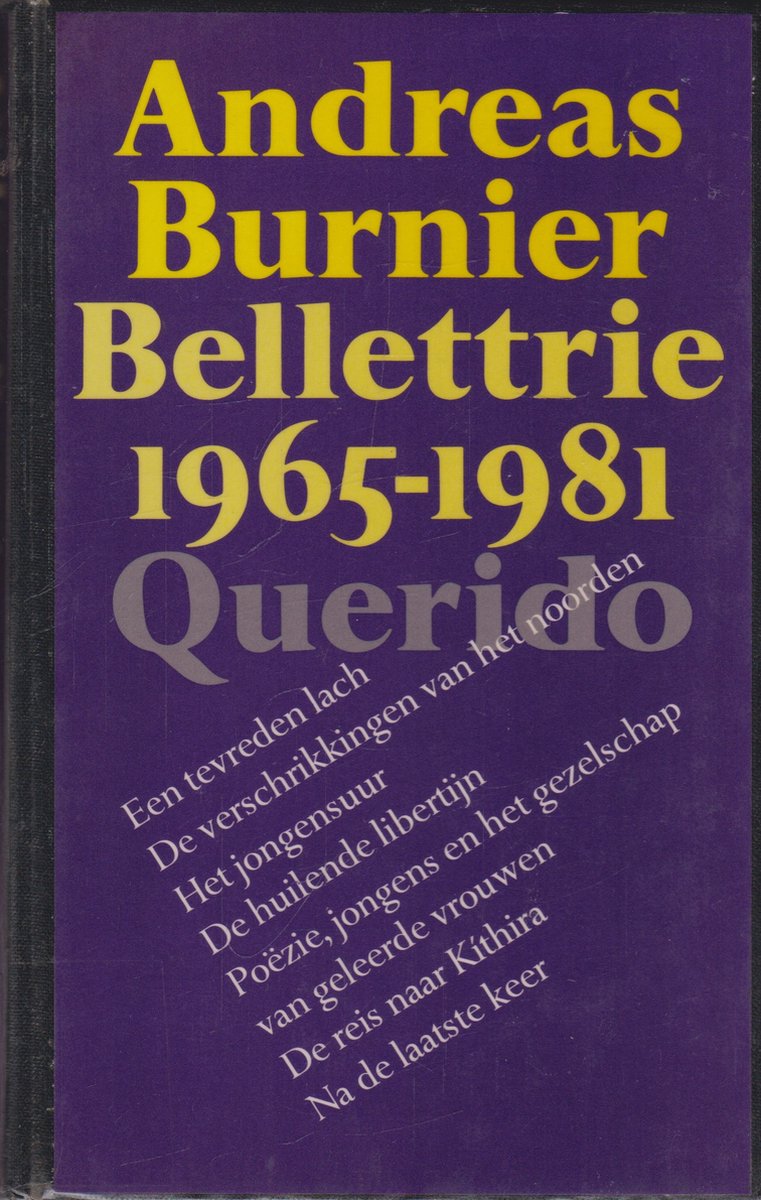 Andreas
Burnier
Bellettrie
1965-1981
Querido
Een tevreden lach
De verschrikkingen van het noorden
Het jongensuur
De huilende libertijn
Poëzie, jongens en het gezelschap
van geleerde vrouwen
De reis naar Kíthira
Na de laatste keer